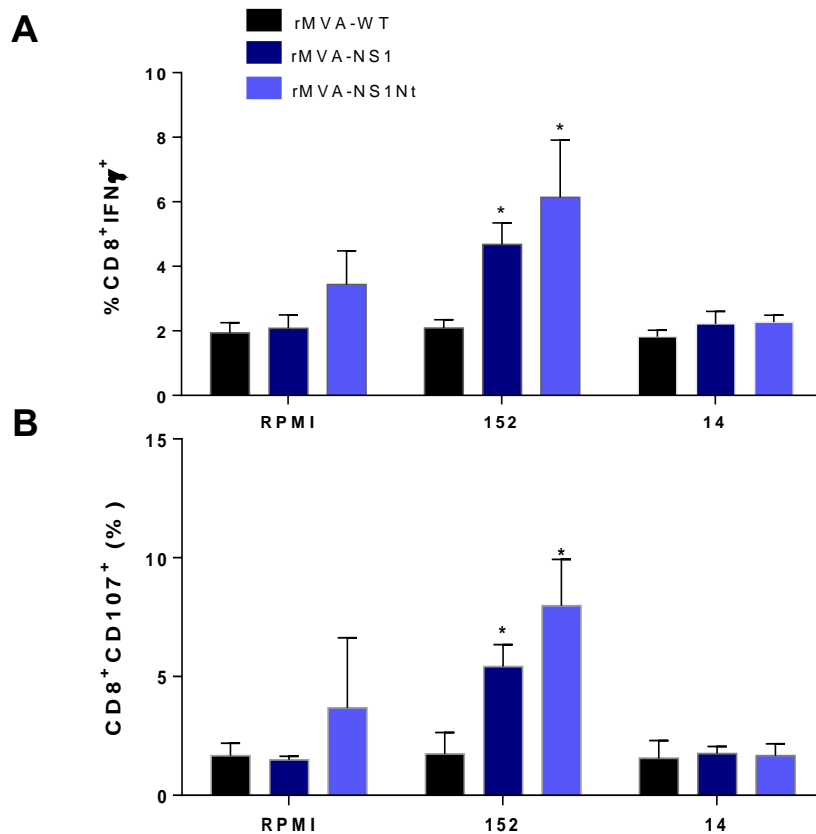 A
rMVA-WT
rMVA-NS1
rMVA-NS1Nt
%CD8+IFNγ+
10
8
6
4
2
0
*
*
RPMI 152 14
B
CD8+CD107+ (%)
15
10
5
0
*
*
RPMI 152 14